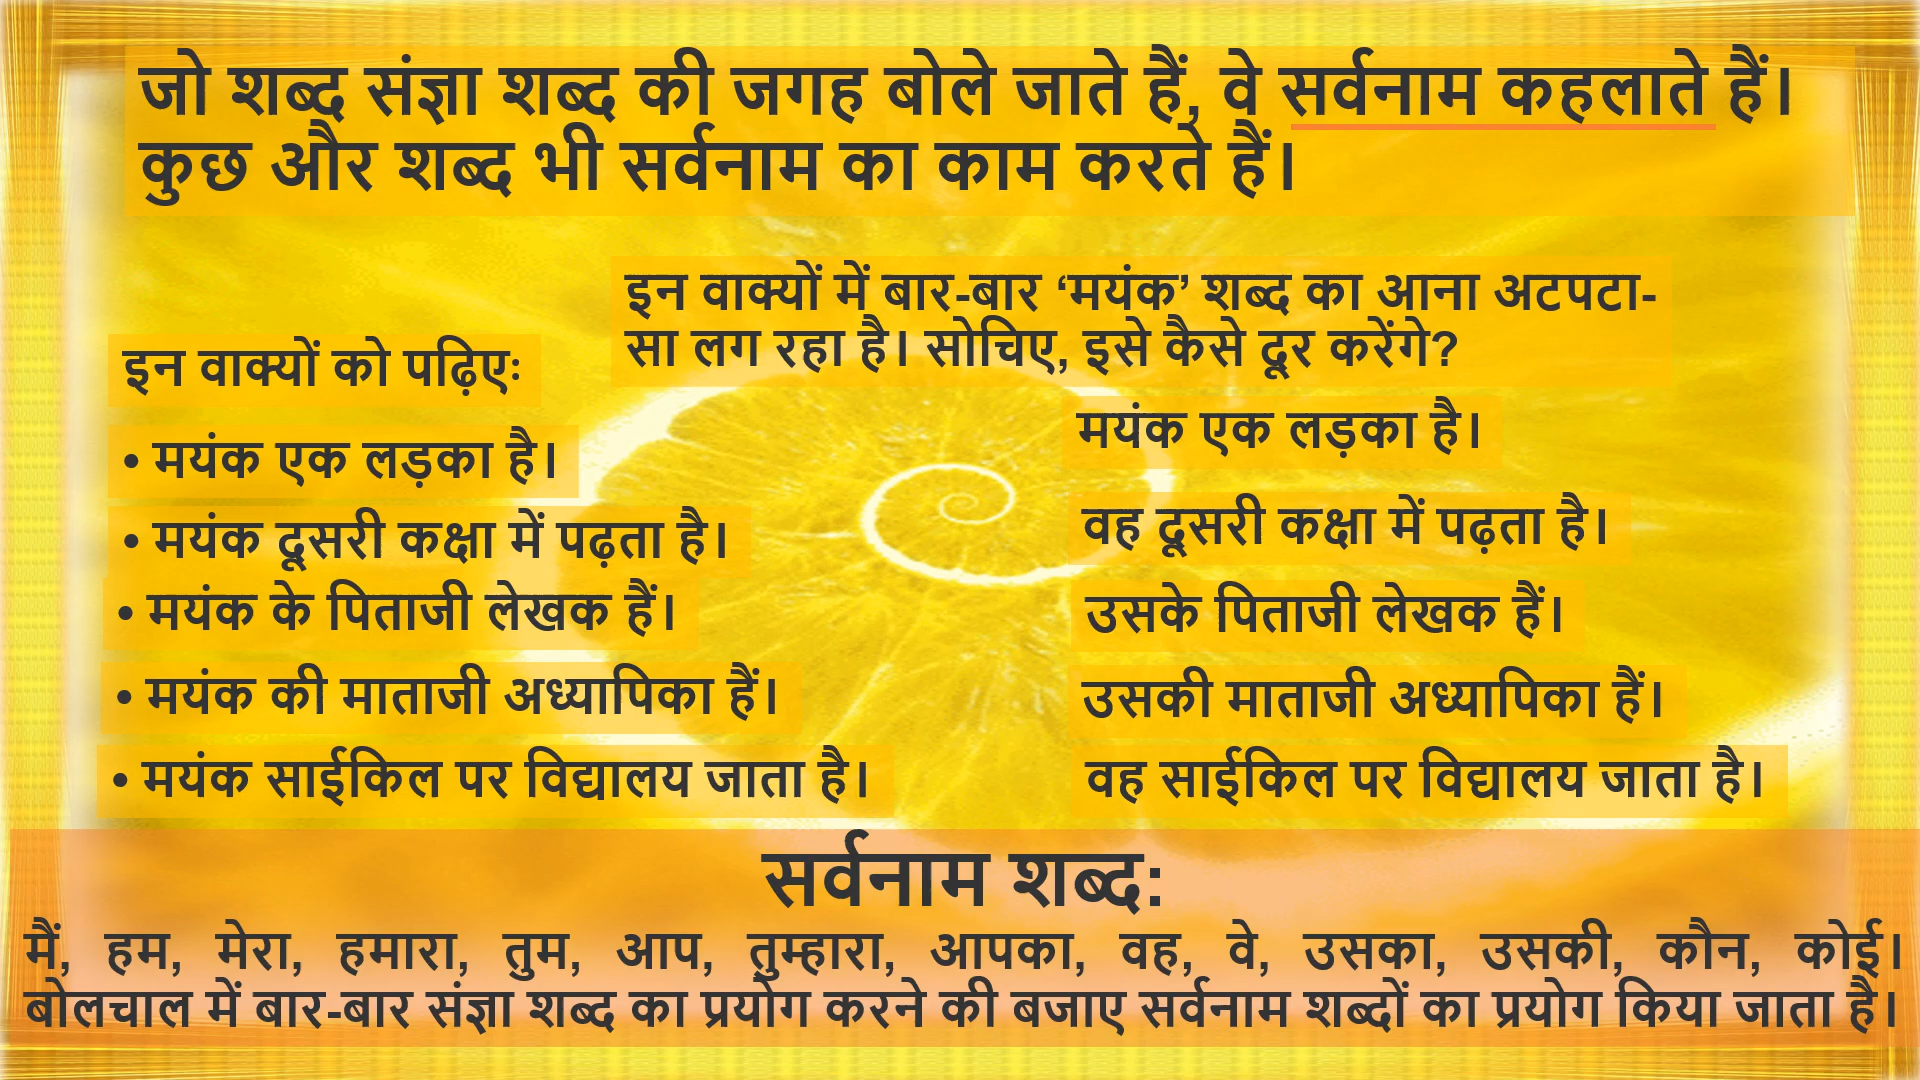 जो शब्द संज्ञा शब्द की जगह बोले जाते हैं, वे सर्वनाम कहलाते हैं।
कुछ और शब्द भी सर्वनाम का काम करते हैं।
इन वाक्यों में बार-बार ‘मयंक’ शब्द का आना अटपटा-
सा लग रहा है। सोचिए, इसे कैसे दूर करेंगे?
इन वाक्यों को पढ़िएः
• मयंक एक लड़का है।
• मयंक दूसरी कक्षा में पढ़ता है।
• मयंक के पिताजी लेखक हैं।
• मयंक की माताजी अध्यापिका हैं।
• मयंक साईकिल पर विद्यालय जाता है।
मयंक एक लड़का है।
वह दूसरी कक्षा में पढ़ता है।
उसके पिताजी लेखक हैं।
उसकी माताजी अध्यापिका हैं।
वह साईकिल पर विद्यालय जाता है।
सर्वनाम शब्द:
मैं, हम, मेरा, हमारा, तुम, आप, तुम्हारा, आपका, वह, वे, उसका, उसकी, कौन, कोई।
बोलचाल में बार-बार संज्ञा शब्द का प्रयोग करने की बजाए सर्वनाम शब्दों का प्रयोग किया जाता है।